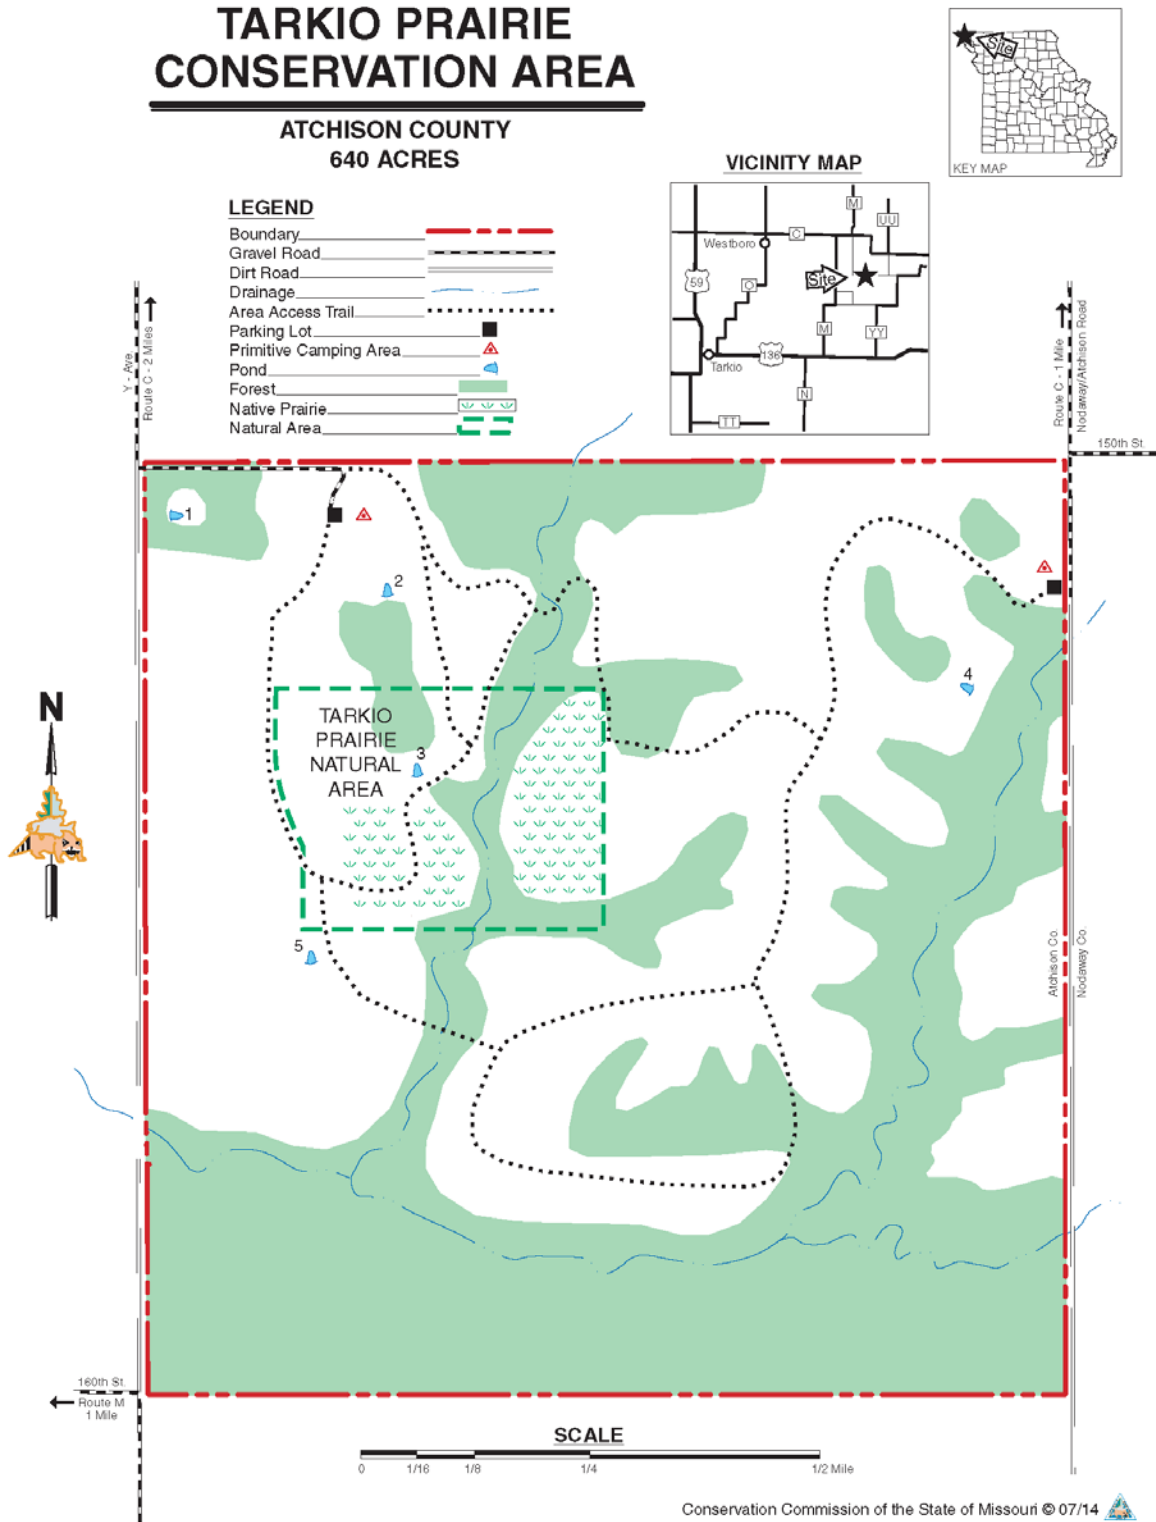 TARKIO PRAIRIE
CONSERVATION AREA
ATCHISON COUNTY
640 ACRES
Site
KEY MAP
VICINITY MAP
M
UU
C
Westboro
59
O
Site
M
YY
136
Tarkio
N
TT
LEGEND
Boundary
Gravel Road
Dirt Road
Drainage
Area Access Trail
Parking Lot
Primitive Camping Area
Pond
Forest
Native Prairie
Natural Area
Y - Ave.
Route C - 2 Miles
Route C - 1 Mile
Nodaway/Atchison Road
150th St.
1
2
4
N
TARKIO
PRAIRIE
NATURAL
AREA
3
5
Atchison Co.
Nodaway Co.
160th St.
Route M
1 Mile
SCALE
0 1/16 1/8 1/4 1/2 Mile
Conservation Commission of the State of Missouri © 07/14